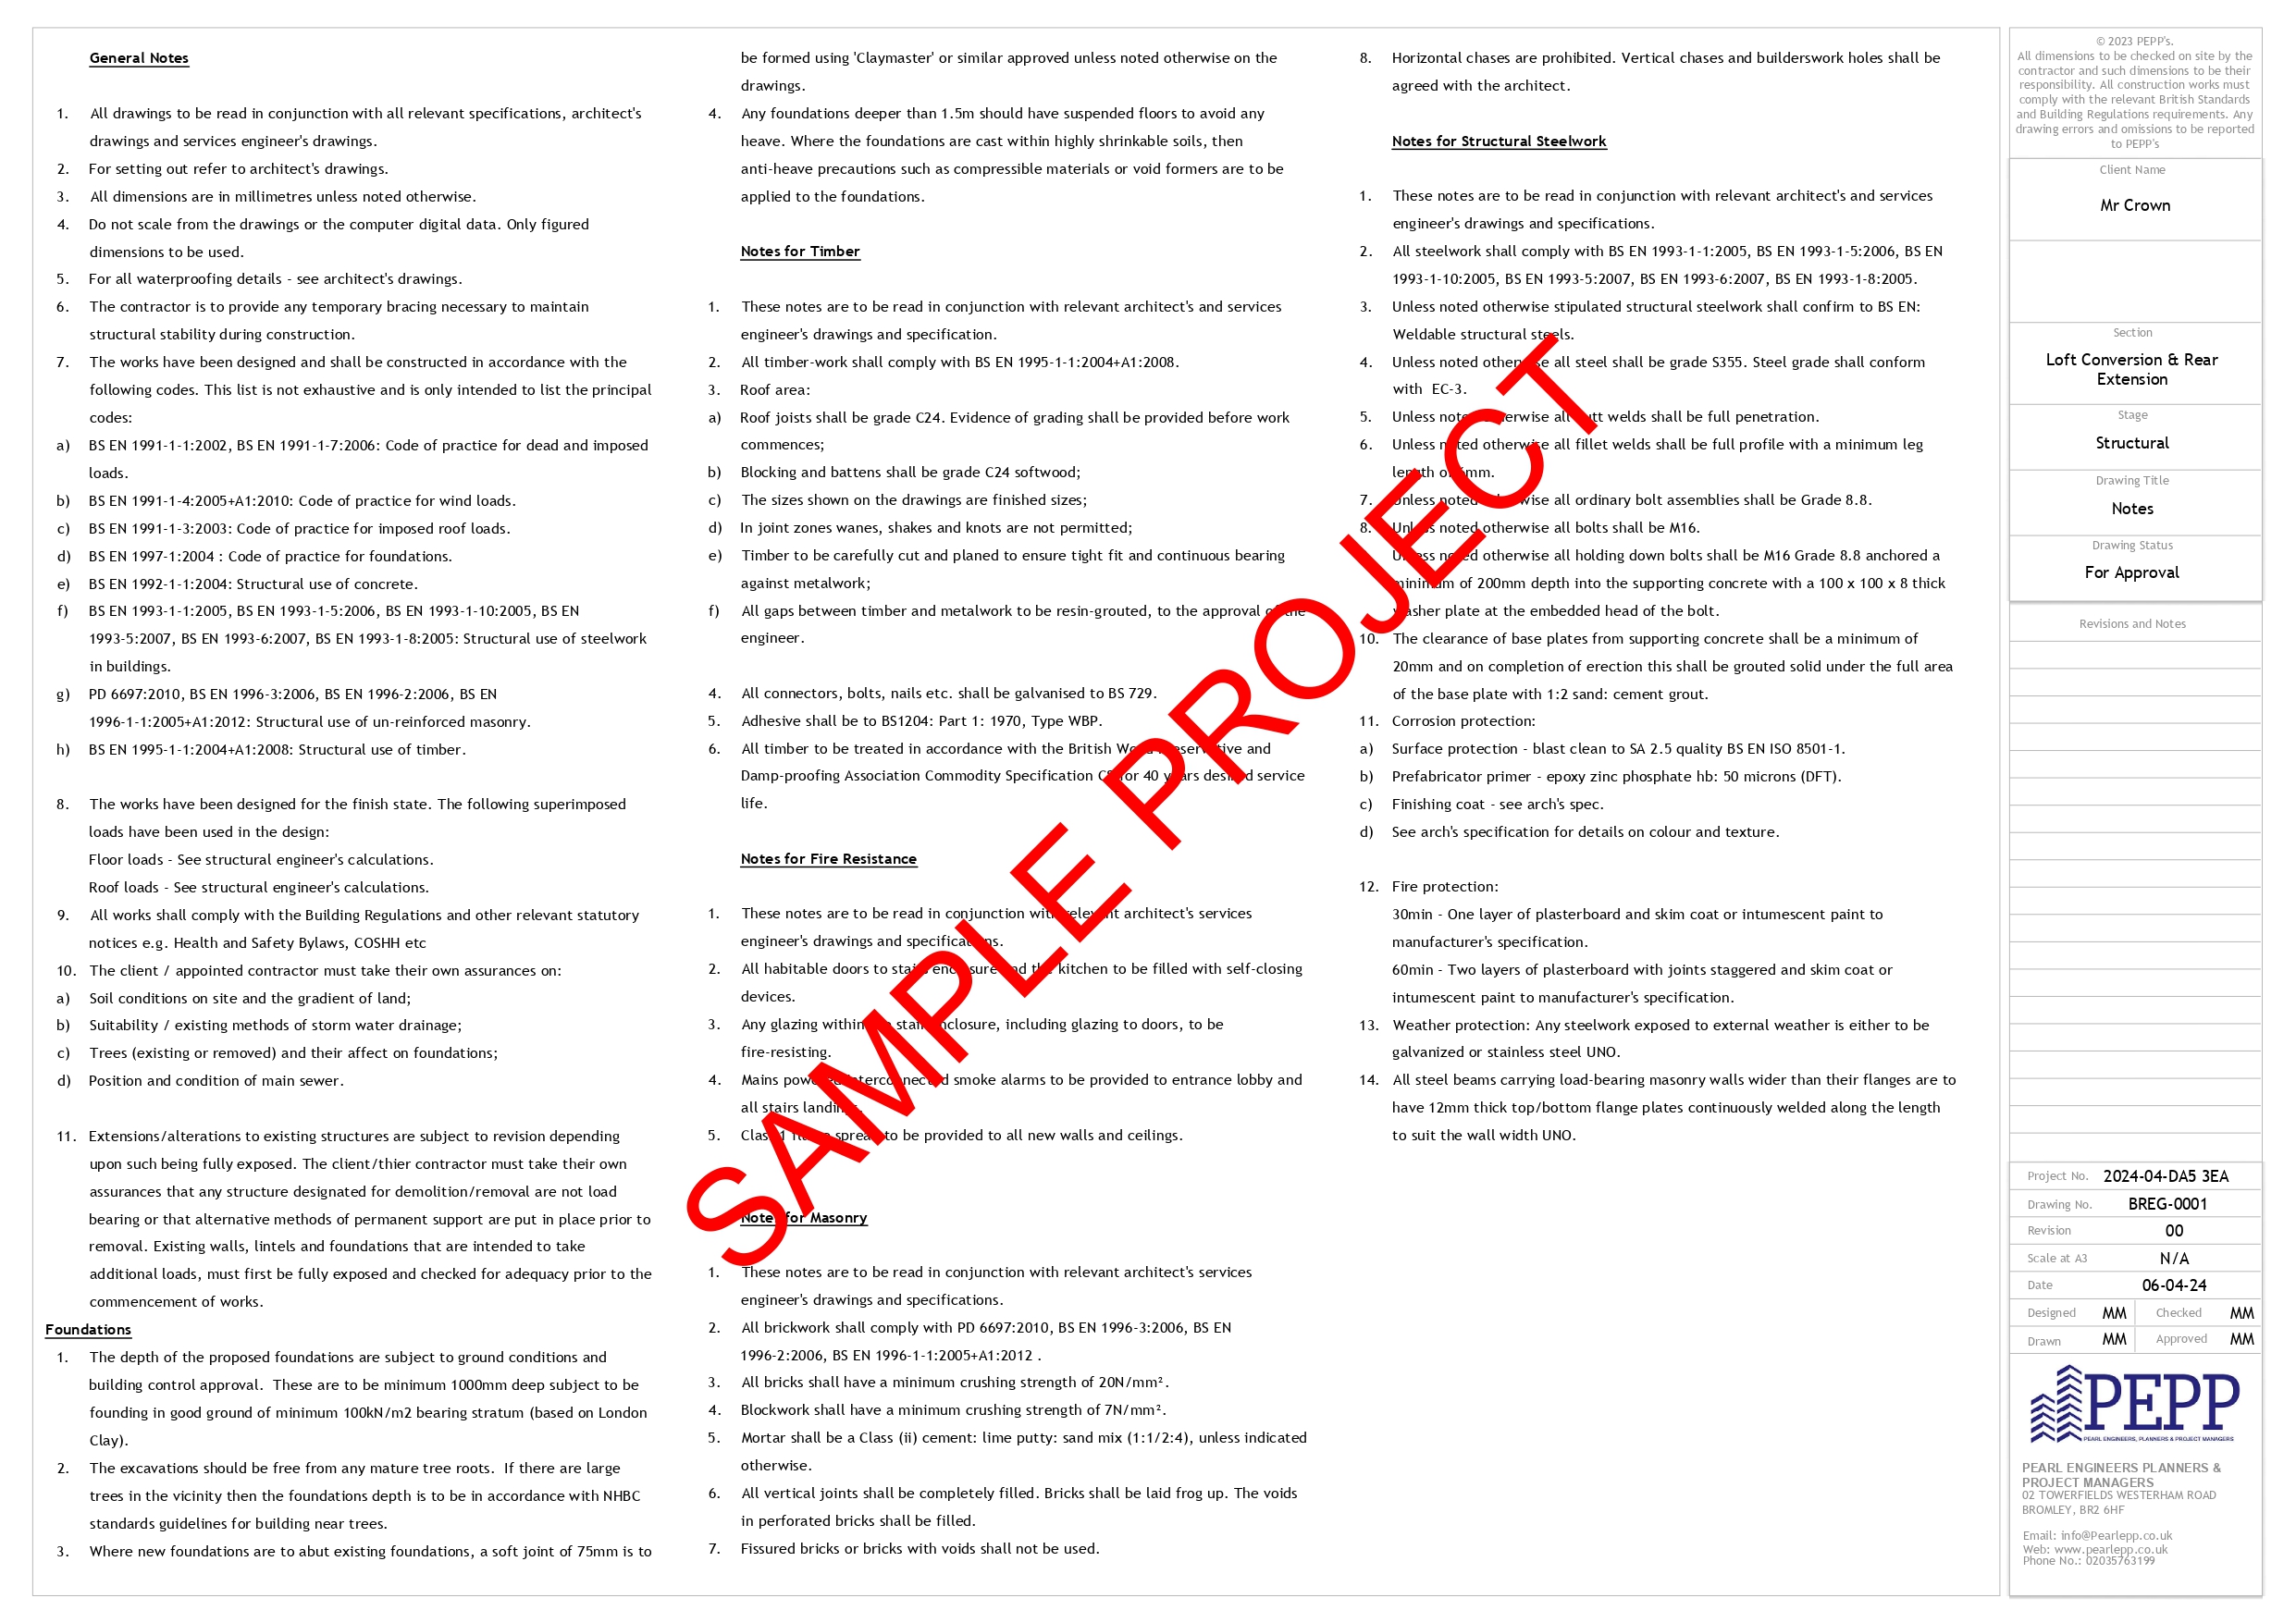 General Notes
1. All drawings to be read in conjunction with all relevant specifications, architect's
drawings and services engineer's drawings.
2. For setting out refer to architect's drawings.
3. All dimensions are in millimetres unless noted otherwise.
4. Do not scale from the drawings or the computer digital data. Only figured
dimensions to be used.
5. For all waterproofing details - see architect's drawings.
6. The contractor is to provide any temporary bracing necessary to maintain
structural stability during construction.
7. The works have been designed and shall be constructed in accordance with the
following codes. This list is not exhaustive and is only intended to list the principal
codes:
a) BS EN 1991-1-1:2002, BS EN 1991-1-7:2006: Code of practice for dead and imposed
loads.
b) BS EN 1991-1-4:2005+A1:2010: Code of practice for wind loads.
c) BS EN 1991-1-3:2003: Code of practice for imposed roof loads.
d) BS EN 1997-1:2004 : Code of practice for foundations.
e) BS EN 1992-1-1:2004: Structural use of concrete.
f) BS EN 1993-1-1:2005, BS EN 1993-1-5:2006, BS EN 1993-1-10:2005, BS EN
1993-5:2007, BS EN 1993-6:2007, BS EN 1993-1-8:2005: Structural use of steelwork
in buildings.
g) PD 6697:2010, BS EN 1996-3:2006, BS EN 1996-2:2006, BS EN
1996-1-1:2005+A1:2012: Structural use of un-reinforced masonry.
h) BS EN 1995-1-1:2004+A1:2008: Structural use of timber.
8. The works have been designed for the finish state. The following superimposed
loads have been used in the design:
Floor loads - See structural engineer's calculations.
Roof loads - See structural engineer's calculations.
9. All works shall comply with the Building Regulations and other relevant statutory
notices e.g. Health and Safety Bylaws, COSHH etc
10. The client / appointed contractor must take their own assurances on:
a) Soil conditions on site and the gradient of land;
b) Suitability / existing methods of storm water drainage;
c) Trees (existing or removed) and their affect on foundations;
d) Position and condition of main sewer.
11. Extensions/alterations to existing structures are subject to revision depending
upon such being fully exposed. The client/thier contractor must take their own
assurances that any structure designated for demolition/removal are not load
bearing or that alternative methods of permanent support are put in place prior to
removal. Existing walls, lintels and foundations that are intended to take
additional loads, must first be fully exposed and checked for adequacy prior to the
commencement of works.
Foundations
1. The depth of the proposed foundations are subject to ground conditions and
building control approval. These are to be minimum 1000mm deep subject to be
founding in good ground of minimum 100kN/m2 bearing stratum (based on London
Clay).
2. The excavations should be free from any mature tree roots. If there are large
trees in the vicinity then the foundations depth is to be in accordance with NHBC
standards guidelines for building near trees.
3. Where new foundations are to abut existing foundations, a soft joint of 75mm is to
be formed using 'Claymaster' or similar approved unless noted otherwise on the
drawings.
4. Any foundations deeper than 1.5m should have suspended floors to avoid any
heave. Where the foundations are cast within highly shrinkable soils, then
anti-heave precautions such as compressible materials or void formers are to be
applied to the foundations.
Notes for Timber
1. These notes are to be read in conjunction with relevant architect's and services
engineer's drawings and specification.
2. All timber-work shall comply with BS EN 1995-1-1:2004+A1:2008.
3. Roof area:
a) Roof joists shall be grade C24. Evidence of grading shall be provided before work
commences;
b) Blocking and battens shall be grade C24 softwood;
c) The sizes shown on the drawings are finished sizes;
d) In joint zones wanes, shakes and knots are not permitted;
e) Timber to be carefully cut and planed to ensure tight fit and continuous bearing
against metalwork;
f) All gaps between timber and metalwork to be resin-grouted, to the approval of the
engineer.
4. All connectors, bolts, nails etc. shall be galvanised to BS 729.
5. Adhesive shall be to BS1204: Part 1: 1970, Type WBP.
6. All timber to be treated in accordance with the British Wood Preservative and
Damp-proofing Association Commodity Specification for 40 years desired service
life.
Notes for Fire Resistance
1. These notes are to be read in conjunction with relevant architect's services
engineer's drawings and specifications.
2. All habitable doors to stairs enclosure and the kitchen to be filled with self-closing
devices.
3. Any glazing within stair enclosure, including glazing to doors, to be
fire-resisting.
4. Mains powered interconnected smoke alarms to be provided to entrance lobby and
all stairs landings.
5. Class 1 flame spread to be provided to all new walls and ceilings.
Notes for Masonry
1. These notes are to be read in conjunction with relevant architect's services
engineer's drawings and specifications.
2. All brickwork shall comply with PD 6697:2010, BS EN 1996-3:2006, BS EN
1996-2:2006, BS EN 1996-1-1:2005+A1:2012 .
3. All bricks shall have a minimum crushing strength of 20N/mm².
4. Blockwork shall have a minimum crushing strength of 7N/mm².
5. Mortar shall be a Class (ii) cement: lime putty: sand mix (1:1/2:4), unless indicated
otherwise.
6. All vertical joints shall be completely filled. Bricks shall be laid frog up. The voids
in perforated bricks shall be filled.
7. Fissured bricks or bricks with voids shall not be used.
8. Horizontal chases are prohibited. Vertical chases and builderswork holes shall be
agreed with the architect.
Notes for Structural Steelwork
1. These notes are to be read in conjunction with relevant architect's and services
engineer's drawings and specifications.
2. All steelwork shall comply with BS EN 1993-1-1:2005, BS EN 1993-1-5:2006, BS EN
1993-1-10:2005, BS EN 1993-5:2007, BS EN 1993-6:2007, BS EN 1993-1-8:2005.
3. Unless noted otherwise stipulated structural steelwork shall confirm to BS EN:
Weldable structural steels.
4. Unless noted otherwise all steel shall be grade S355. Steel grade shall conform
with EC-3.
5. Unless noted otherwise all butt welds shall be full penetration.
6. Unless noted otherwise all fillet welds shall be full profile with a minimum leg
length of 6mm.
7. Unless noted otherwise all ordinary bolt assemblies shall be Grade 8.8.
8. Unless noted otherwise all bolts shall be M16.
Unless noted otherwise all holding down bolts shall be M16 Grade 8.8 anchored a
minimum of 200mm depth into the supporting concrete with a 100 x 100 x 8 thick
washer plate at the embedded head of the bolt.
10. The clearance of base plates from supporting concrete shall be a minimum of
20mm and on completion of erection this shall be grouted solid under the full area
of the base plate with 1:2 sand: cement grout.
11. Corrosion protection:
a) Surface protection - blast clean to SA 2.5 quality BS EN ISO 8501-1.
b) Prefabricator primer - epoxy zinc phosphate hb: 50 microns (DFT).
c) Finishing coat - see arch's spec.
d) See arch's specification for details on colour and texture.
12. Fire protection:
30min - One layer of plasterboard and skim coat or intumescent paint to
manufacturer's specification.
60min - Two layers of plasterboard with joints staggered and skim coat or
intumescent paint to manufacturer's specification.
13. Weather protection: Any steelwork exposed to external weather is either to be
galvanized or stainless steel UNO.
14. All steel beams carrying load-bearing masonry walls wider than their flanges are to
have 12mm thick top/bottom flange plates continuously welded along the length
to suit the wall width UNO.
SAMPLE PROJECT
© 2023 PEPP's.
All dimensions to be checked on site by the
contractor and such dimensions to be their
responsibility. All construction works must
comply with the relevant British Standards
and Building Regulations requirements. Any
drawing errors and omissions to be reported
to PEPP's
Client Name
Mr Crown
Section
Loft Conversion & Rear
Extension
Stage
Structural
Drawing Title
Notes
Drawing Status
For Approval
Revisions and Notes
Project No. 2024-04-DA5 3EA
Drawing No. BREG-0001
Revision 00
Scale at A3 N/A
Date 06-04-24
Designed MM Checked MM
Drawn MM Approved MM
PEPP
PEARL ENGINEERS, PLANNERS & PROJECT MANAGERS
PEARL ENGINEERS PLANNERS &
PROJECT MANAGERS
02 TOWERFIELDS WESTERHAM ROAD
BROMLEY, BR2 6HF
Email: info@Pearlepp.co.uk
Web: www.pearlepp.co.uk
Phone No.: 02035763199